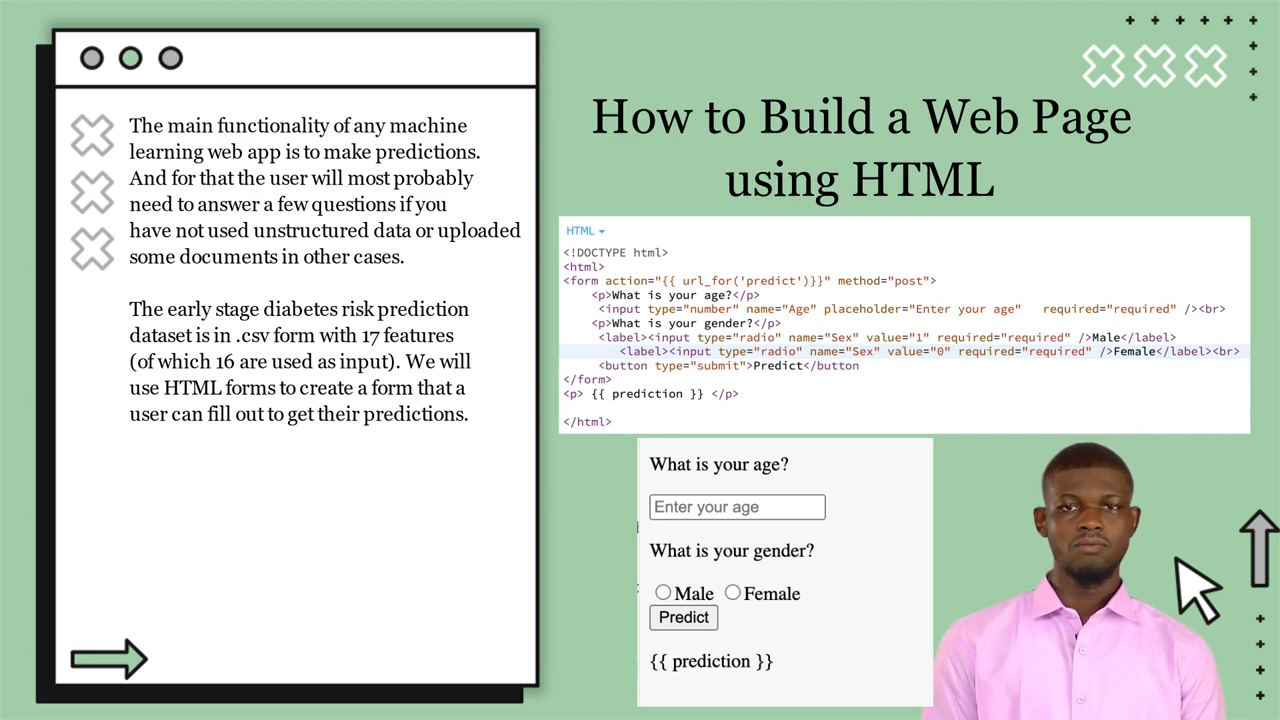 The main functionality of any machine
learning web app is to make predictions.
And for that the user will most probably
need to answer a few questions if you
have not used unstructured data or uploaded
some documents in other cases.
The early stage diabetes risk prediction
dataset is in .csv form with 17 features
(of which 16 are used as input). We will
use HTML forms to create a form that a
user can fill out to get their predictions.
How to Build a Web Page
using HTML
HTML
<!DOCTYPE html>
<html>
<form action="{{ url_for('predict')}}" method="post">
<p>What is your age?</p>
<input type="number" name="Age" placeholder="Enter your age" required="required" /><br>
<p>What is your gender?</p>
<label><input type="radio" name="Sex" value="1" required="required" />Male</label>
<label><input type="radio" name="Sex" value="0" required="required" />Female</label><br>
<button type="submit">Predict</button
</form>
<p> {{ prediction }} </p>
</html>
What is your age?
Enter your age
What is your gender?
Male Female
Predict
{{ prediction }}